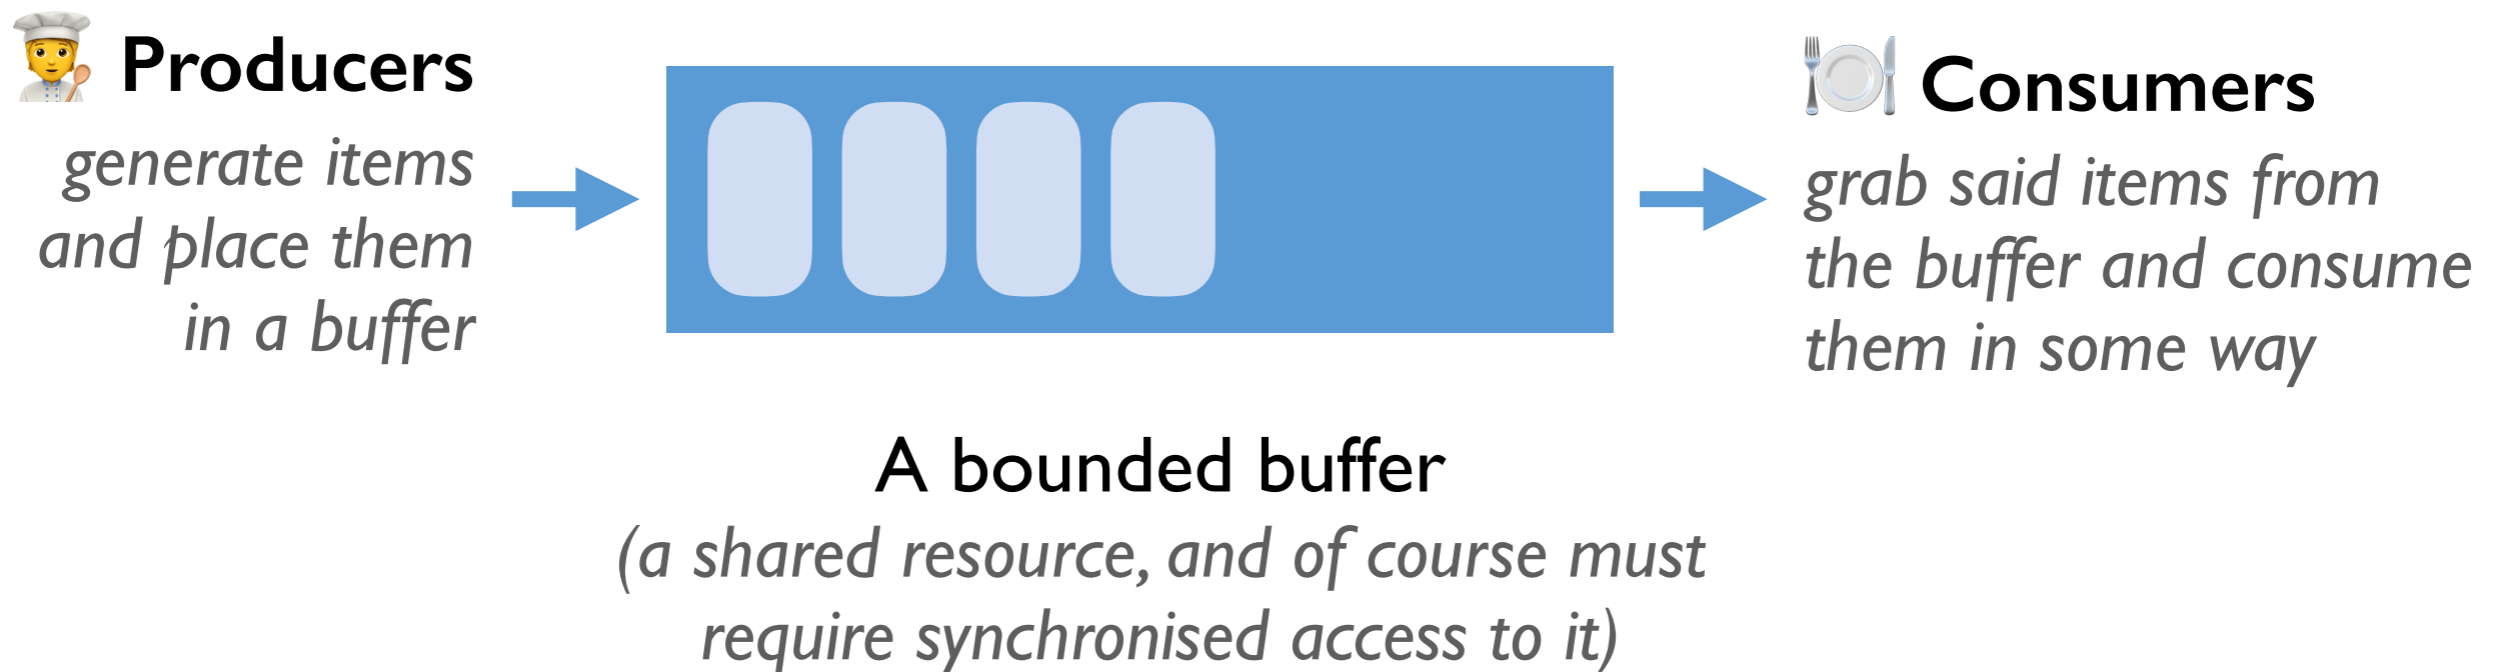 Producers
generate items
and place them
in a buffer
Consumers
grab said items from
the buffer and consume
them in some way
A bounded buffer
(a shared resource, and of course must
require synchronised access to it)